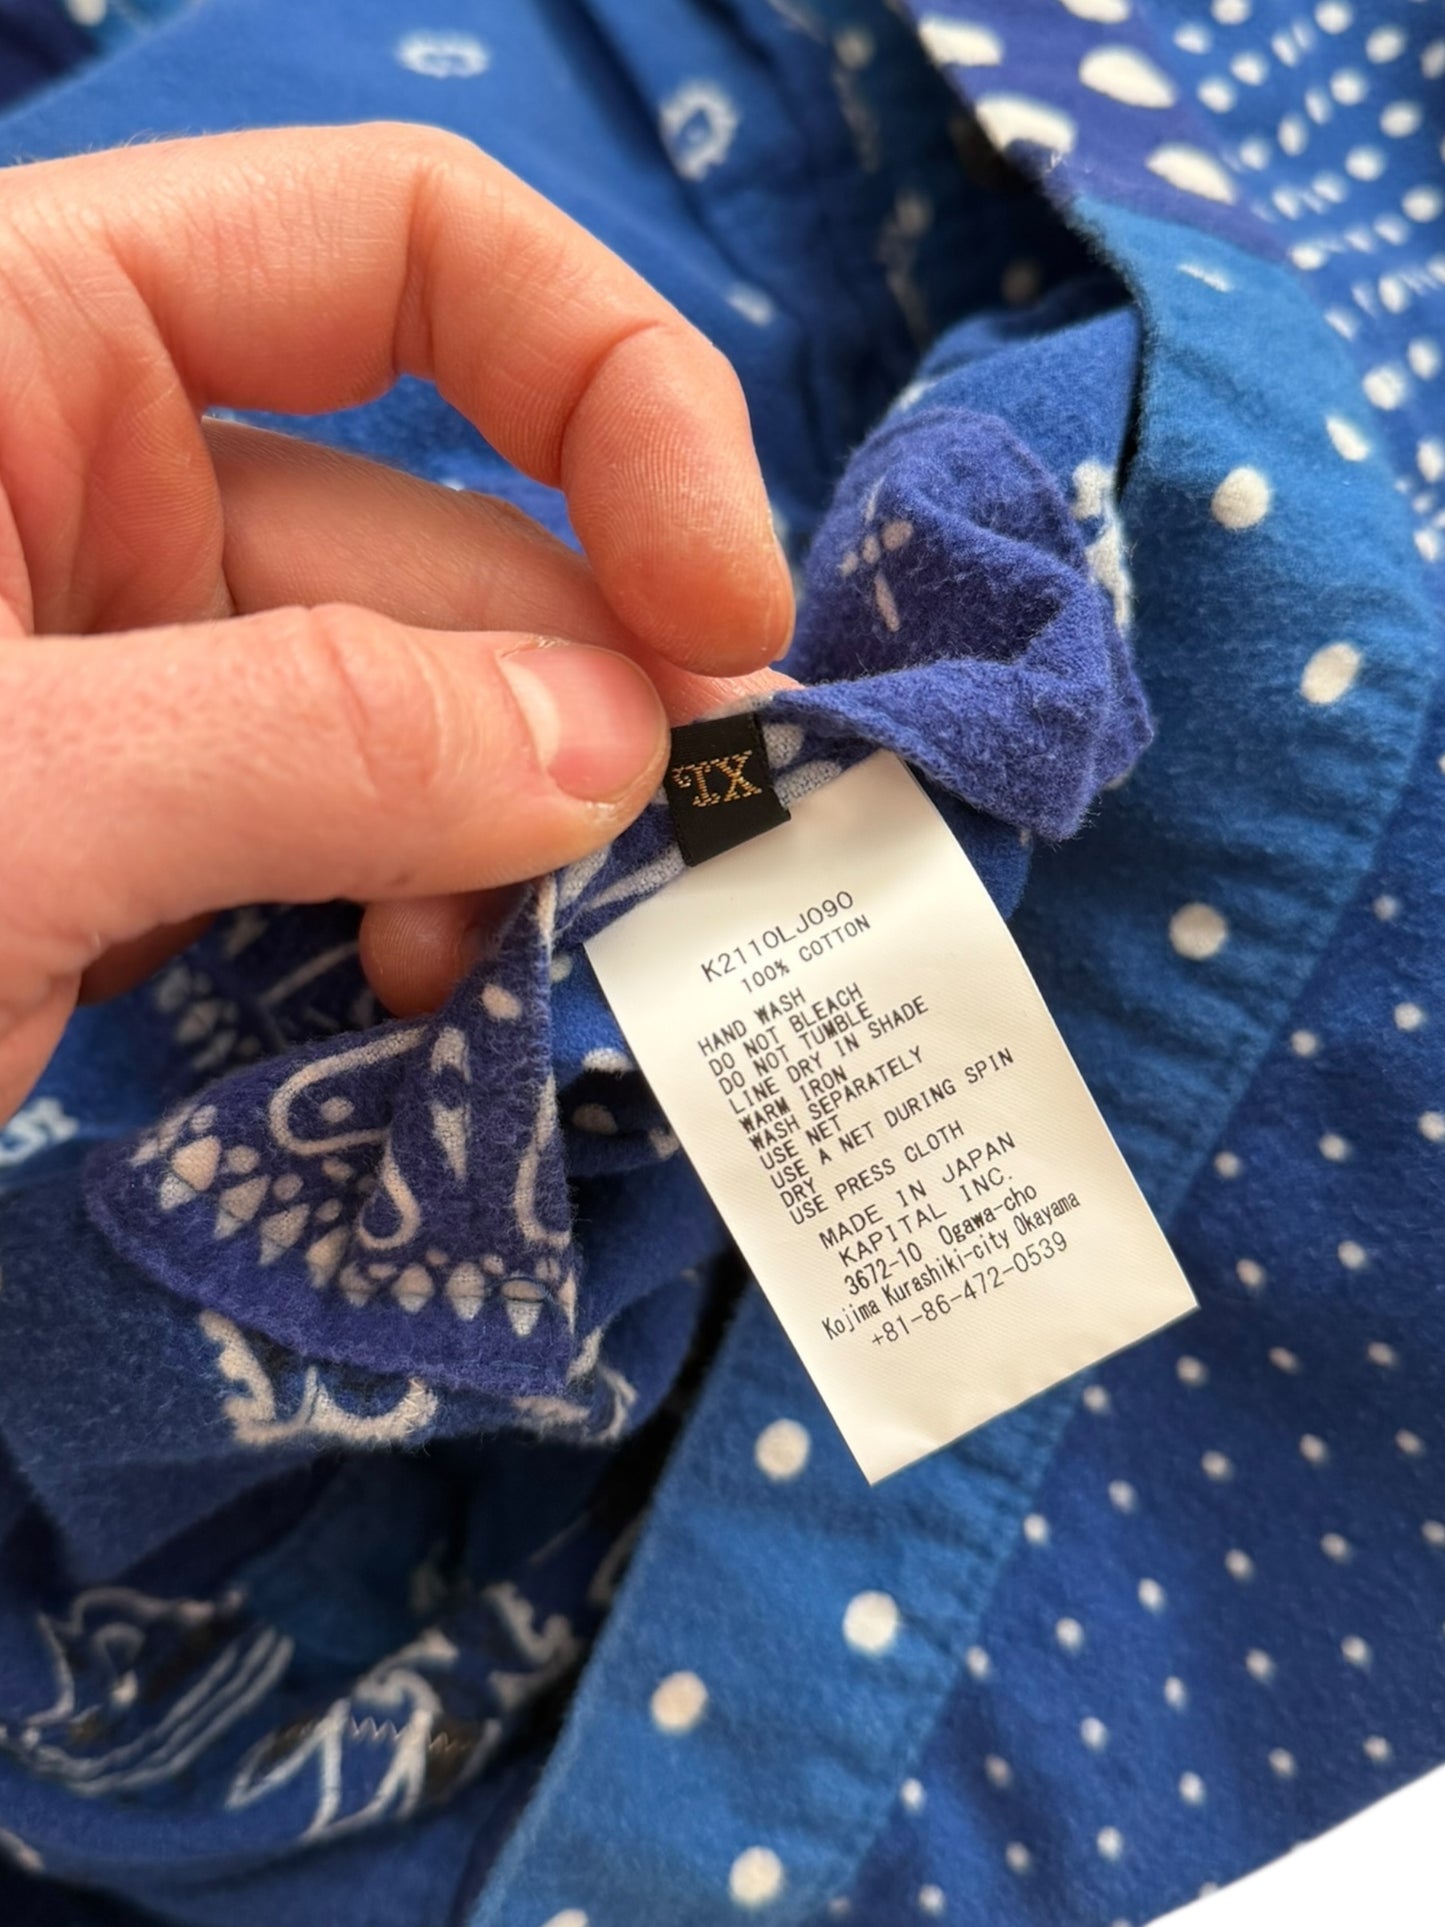 XL
K2110LJ090
100% COTTON
HAND WASH
DO NOT BLEACH
DO NOT TUMBLE
LINE DRY IN SHADE
WARM IRON
WASH SEPARATELY
USE NET
USE A NET DURING SPIN
DRY
USE PRESS CLOTH
MADE IN JAPAN
KAPITAL INC.
3672-10 Ogawa-cho
Kojima Kurashiki-city Okayama
+81-86-472-0539